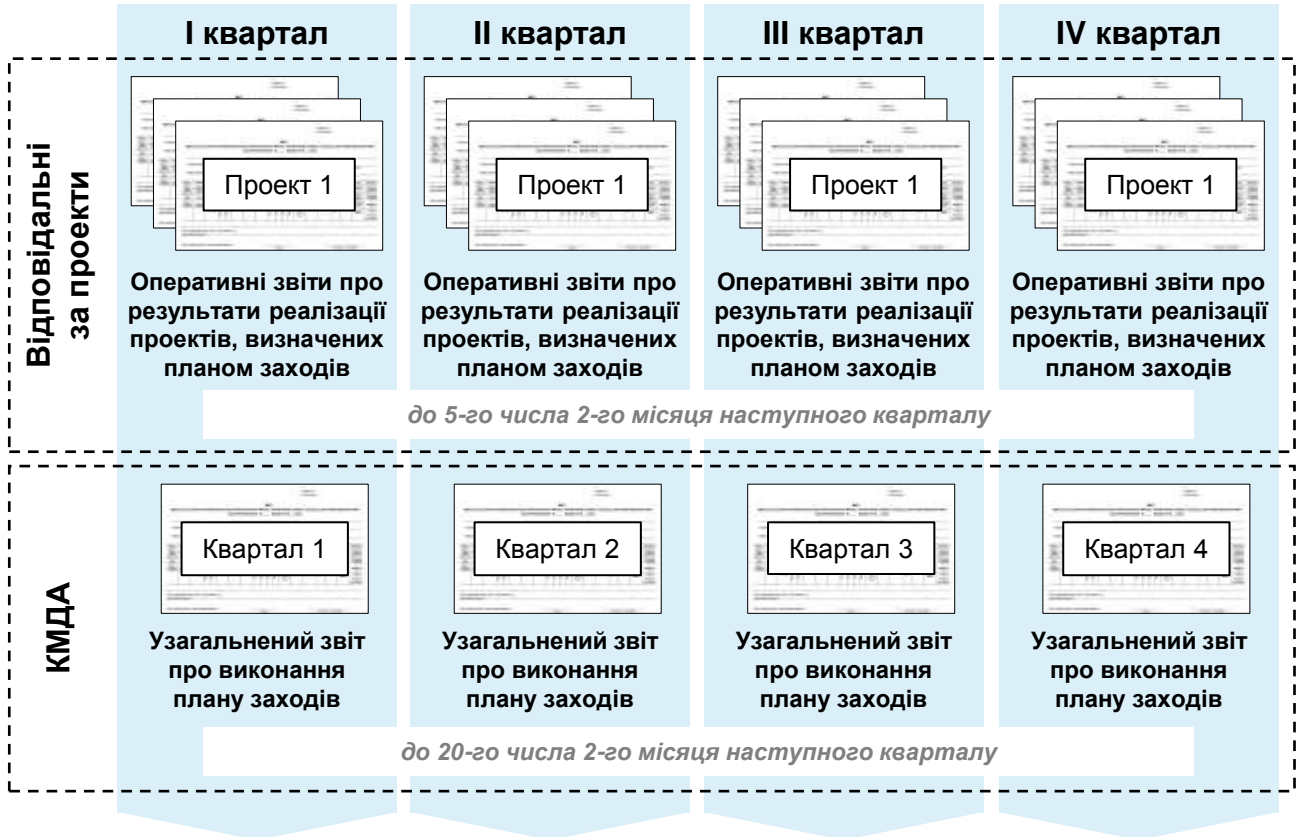 I квартал
II квартал
III квартал
IV квартал
Відповідальні
за проекти
Проект 1
Проект 1
Проект 1
Проект 1
Оперативні звіти про
результати реалізації
проектів, визначених
планом заходів
Оперативні звіти про
результати реалізації
проектів, визначених
планом заходів
Оперативні звіти про
результати реалізації
проектів, визначених
планом заходів
Оперативні звіти про
результати реалізації
проектів, визначених
планом заходів
до 5-го числа 2-го місяця наступного кварталу
КМДА
Квартал 1
Квартал 2
Квартал 3
Квартал 4
Узагальнений звіт
про виконання
плану заходів
Узагальнений звіт
про виконання
плану заходів
Узагальнений звіт
про виконання
плану заходів
Узагальнений звіт
про виконання
плану заходів
до 20-го числа 2-го місяця наступного кварталу